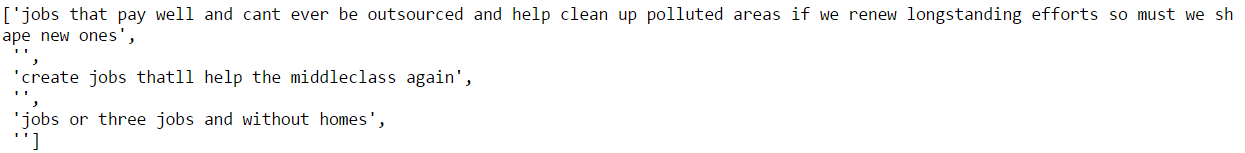 ['jobs that pay well and cant ever be outsourced and help clean up polluted areas if we renew longstanding efforts so must we sh
ape new ones',
 '',
 'create jobs thatll help the middleclass again',
 '',
 'jobs or three jobs and without homes',
 '']